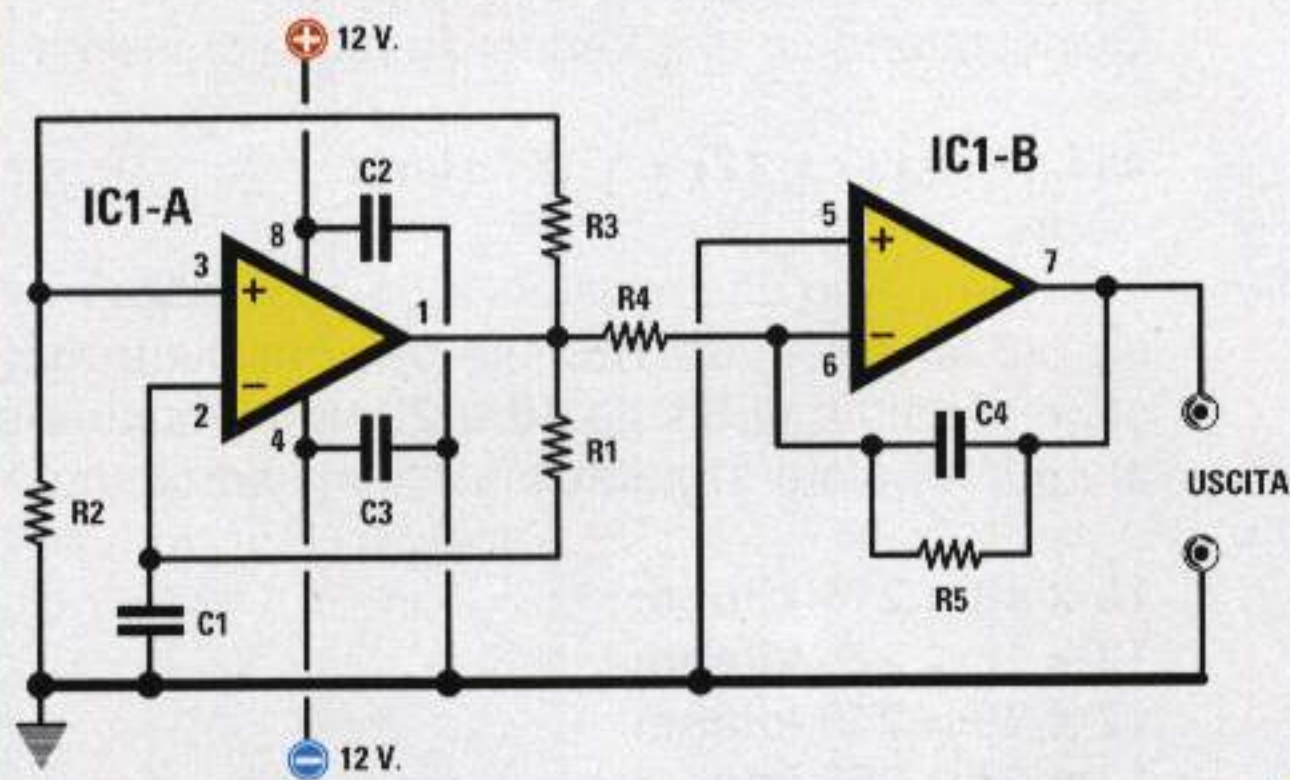 + 12 V.
IC1-A
C2
8
3
+
1
−
2
4
C3
R3
R4
R1
R2
C1
IC1-B
5
+
7
−
6
C4
R5
USCITA
− 12 V.